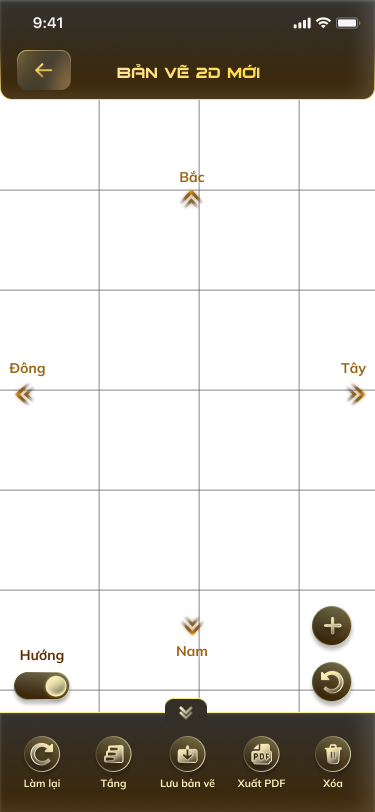 9:41
BẢN VẼ 2D MỚI
Bắc
Đông
Tây
Nam
Hướng
Làm lại
Tầng
Lưu bản vẽ
PDF
Xuất PDF
Xóa